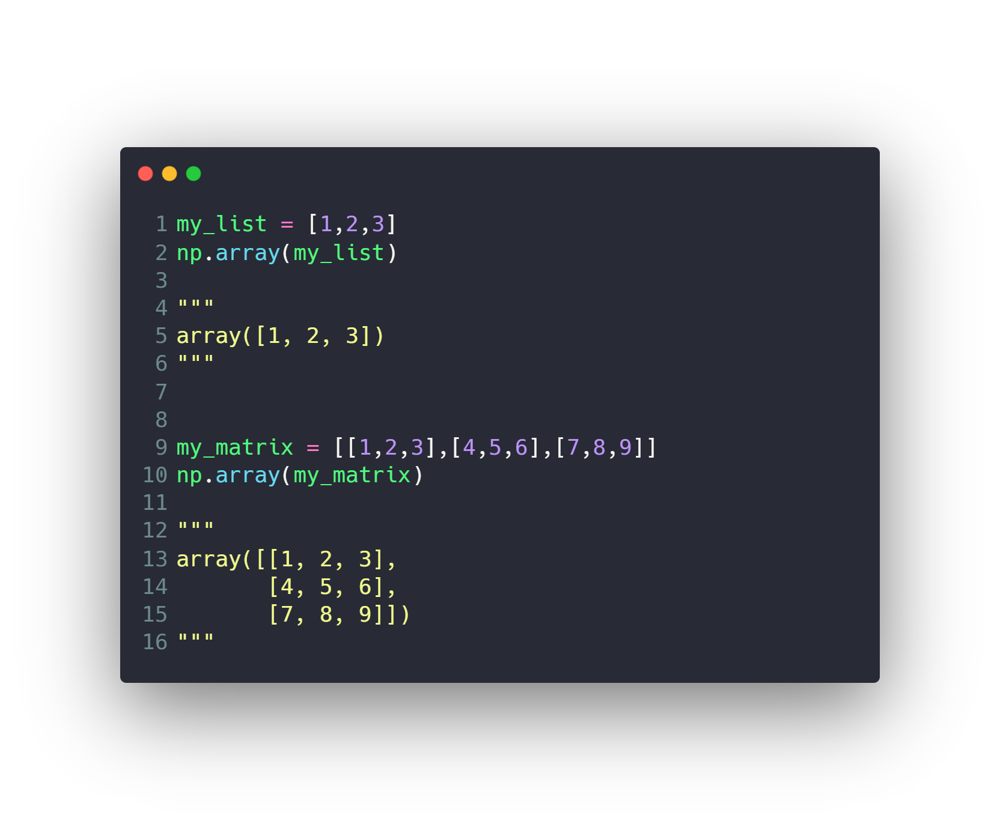 1 my_list = [1,2,3]
2 np.array(my_list)
3
4 """
5 array([1, 2, 3])
6 """
7
8
9 my_matrix = [[1,2,3],[4,5,6],[7,8,9]]
10 np.array(my_matrix)
11
12 """
13 array([[1, 2, 3],
14        [4, 5, 6],
15        [7, 8, 9]])
16 """